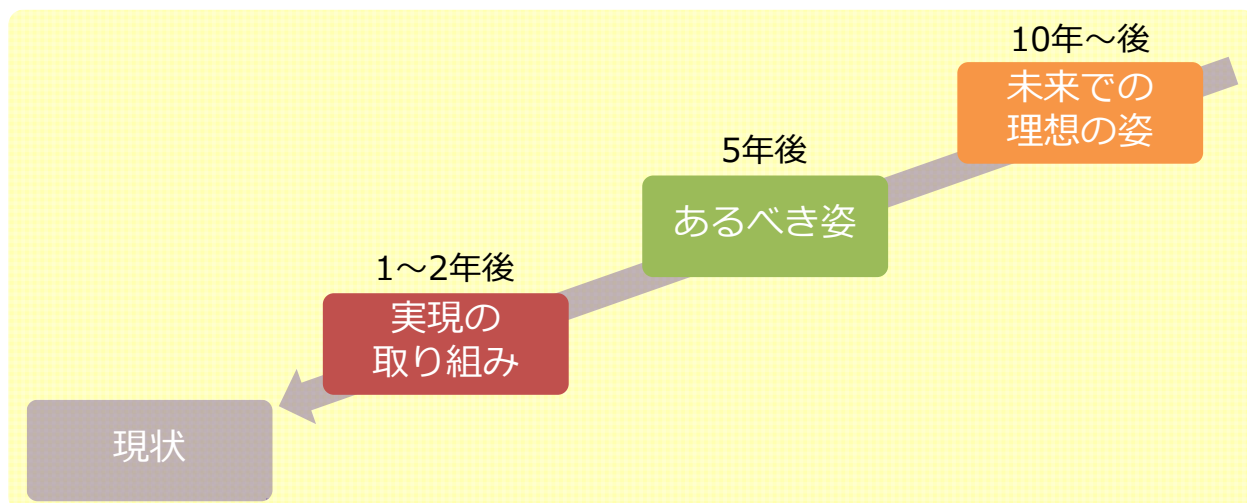 10年～後
未来での
理想の姿
5年後
あるべき姿
1～2年後
実現の
取り組み
現状